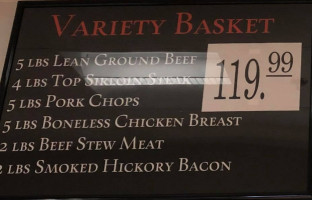 VARIETY BASKET
5 LBS LEAN GROUND BEEF
4 LBS TOP SIRLOIN STEAK
5 LBS PORK CHOPS
5 LBS BONELESS CHICKEN BREAST
2 LBS BEEF STEW MEAT
2 LBS SMOKED HICKORY BACON
119.99